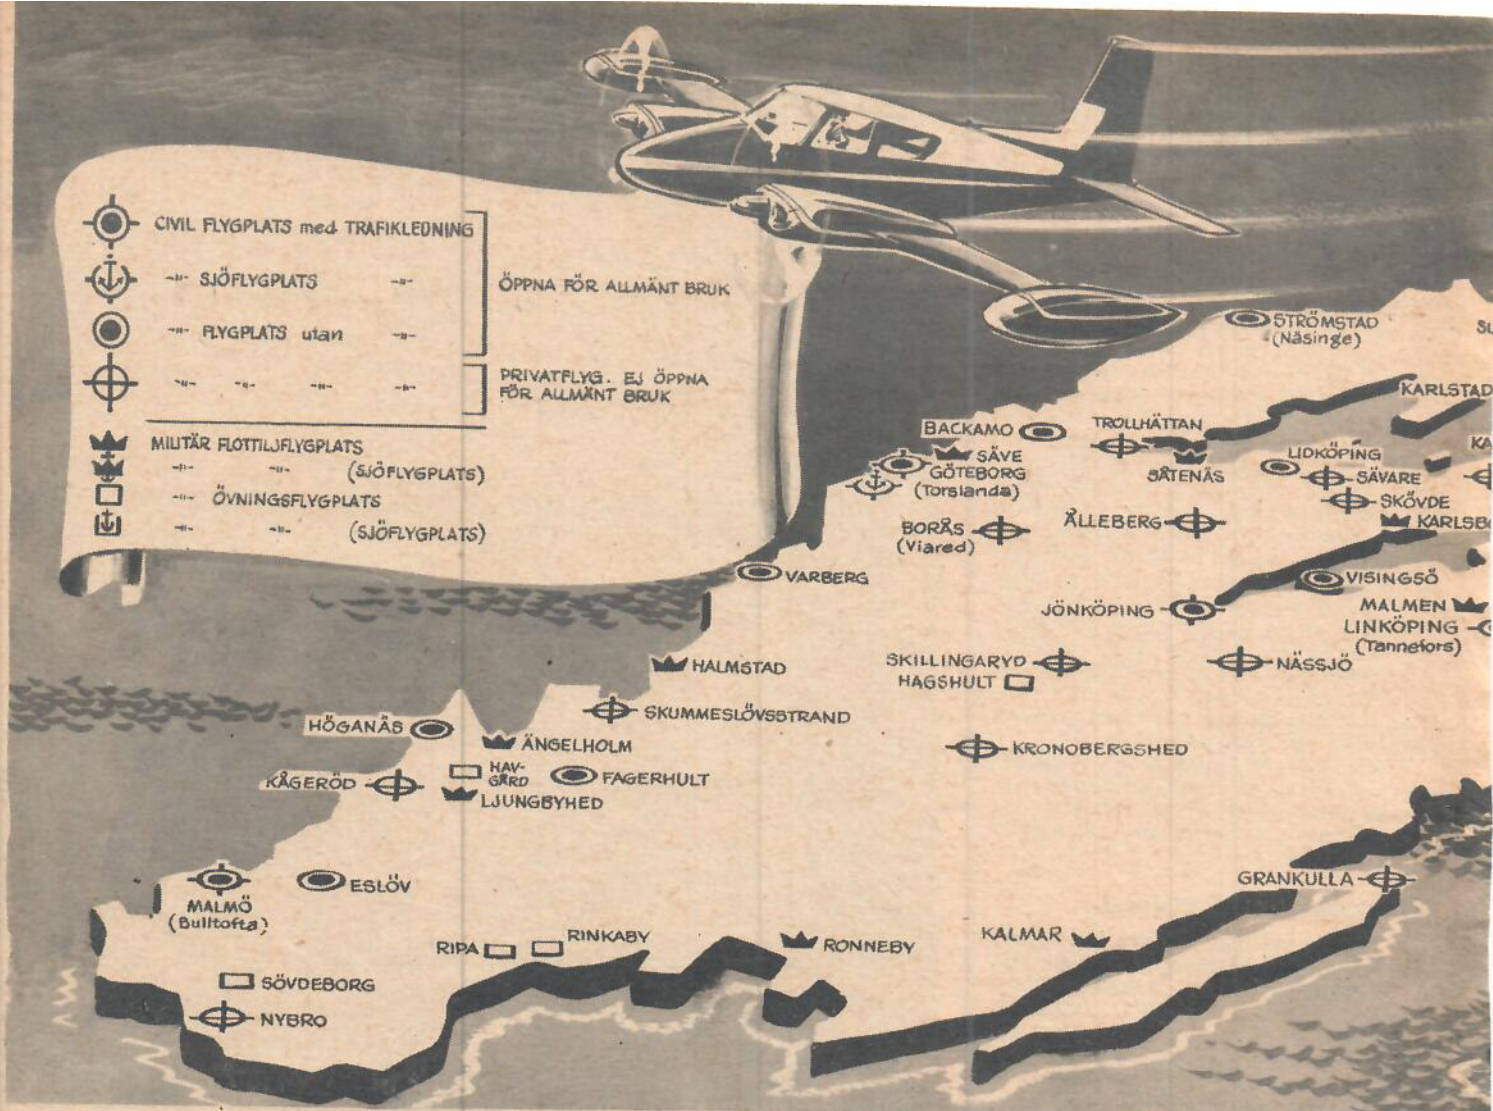 CIVIL FLYGPLATS med TRAFIKLEDNING
-"- SJÖFLYGPLATS -"-
ÖPPNA FÖR ALLMÄNT BRUK
-"- FLYGPLATS utan -"-
-"- -"- -"- -"-
PRIVATFLYG. EJ ÖPPNA
FÖR ALLMÄNT BRUK
MILITÄR FLOTTILJFLYGPLATS
-"- -"- (SJÖFLYGPLATS)
-"- ÖVNINGSFLYGPLATS
-"- -"- (SJÖFLYGPLATS)
STRÖMSTAD
(Näsinge)
KARLSTAD
BACKAMO
TROLLHÄTTAN
SÄVE
GÖTEBORG
(Torslanda)
SÅTENÄS
LIDKÖPING
SÄVARE
SKÖVDE
KARLSB
BORÅS
(Viared)
ÅLLEBERG
VARBERG
VISINGSÖ
JÖNKÖPING
MALMEN
LINKÖPING
(Tannefors)
HALMSTAD
SKILLINGARYD
HAGSHULT
NÄSSJÖ
SKUMMESLÖVSSTRAND
HÖGANÄS
ÄNGELHOLM
KRONOBERGSHED
KÅGERÖD
HAV-
GÅRD
FAGERHULT
LJUNGBYHED
ESLÖV
MALMÖ
(Bulltofta)
GRANKULLA
RIPA
RINKABY
RONNEBY
KALMAR
SÖVDEBORG
NYBRO